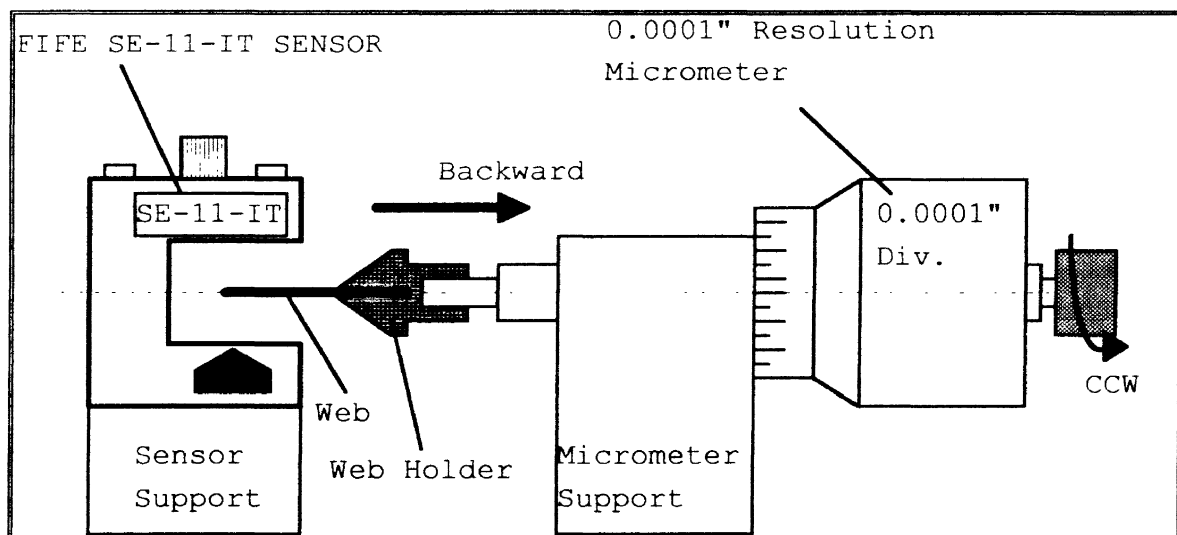 FIFE SE-11-IT SENSOR
0.0001" Resolution
Micrometer
Backward
SE-11-IT
0.0001"
Div.
CCW
Web
Web Holder
Sensor
Support
Micrometer
Support